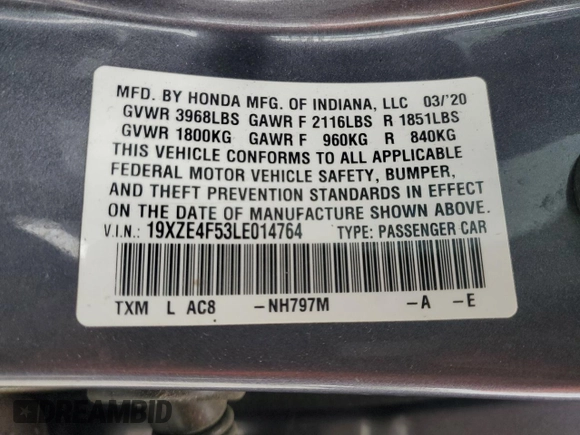 MFD. BY HONDA MFG. OF INDIANA, LLC 03/'20
GVWR 3968LBS GAWR F 2116LBS R 1851LBS
GVWR 1800KG GAWR F 960KG R 840KG
THIS VEHICLE CONFORMS TO ALL APPLICABLE
FEDERAL MOTOR VEHICLE SAFETY, BUMPER,
AND THEFT PREVENTION STANDARDS IN EFFECT
ON THE DATE OF MANUFACTURE SHOWN ABOVE.
V.I.N.: 19XZE4F53LE014764 TYPE: PASSENGER CAR
TXM L AC8 -NH797M -A -E
DREAMBID